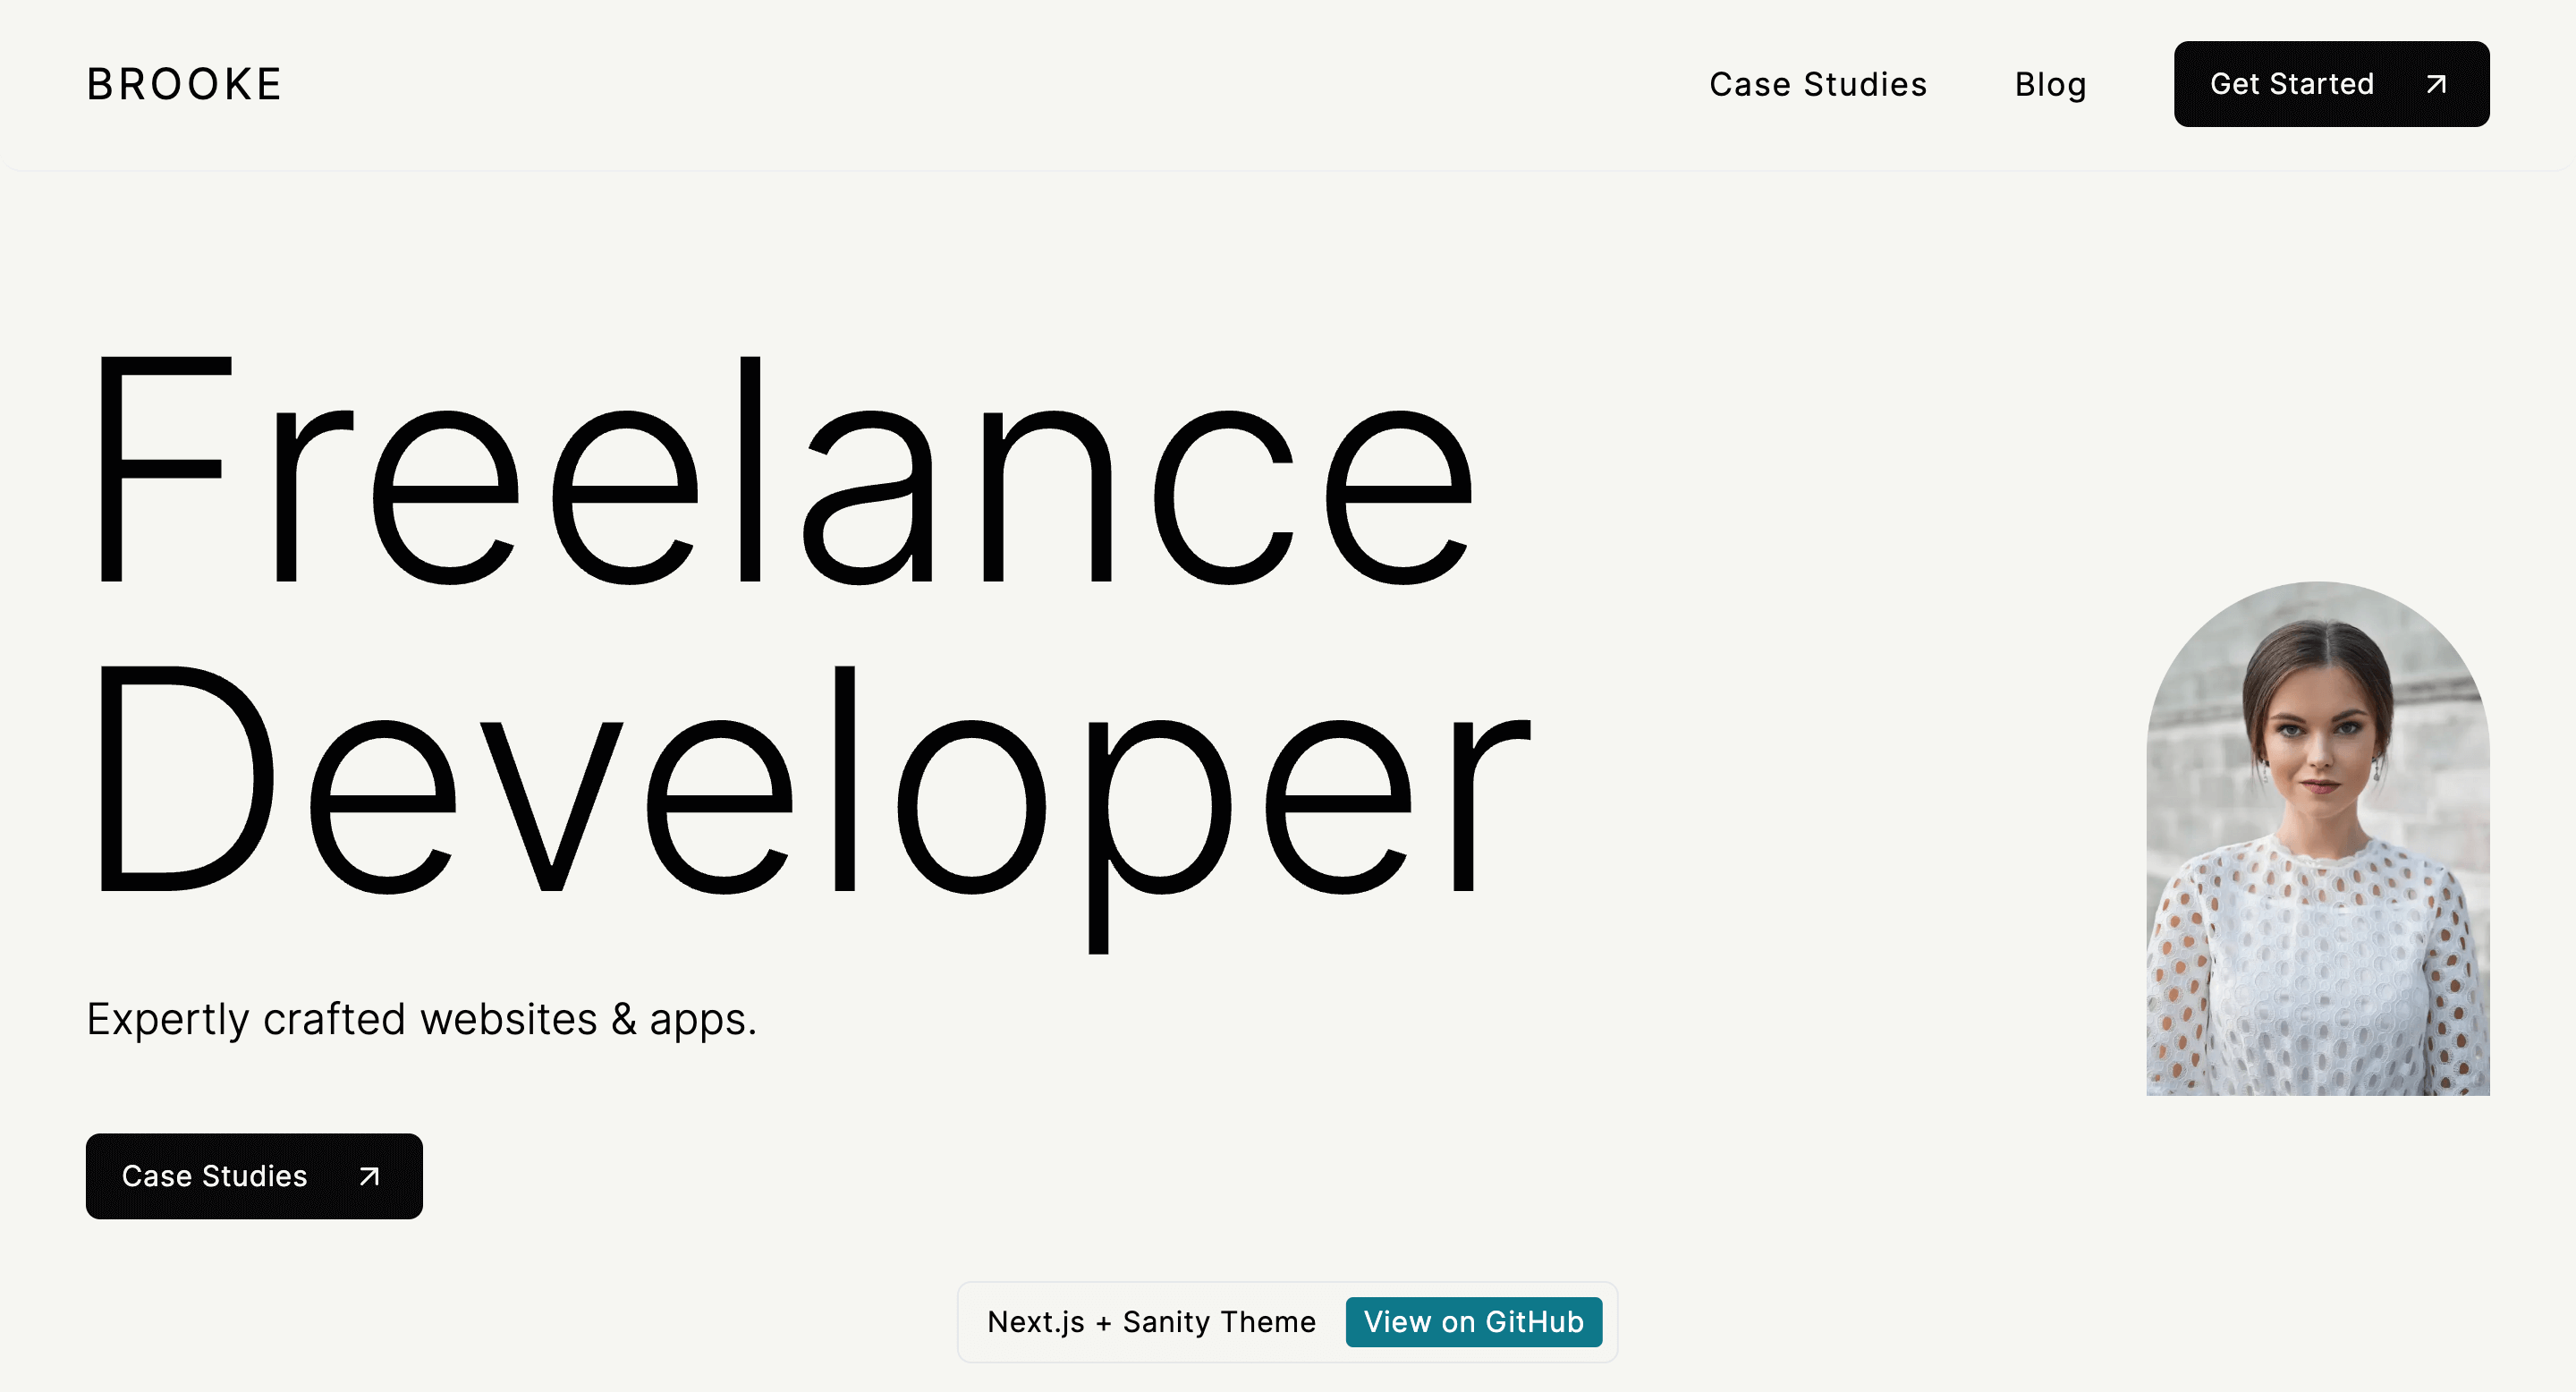 BROOKE
Case Studies
Blog
Get Started
Freelance
Developer
Expertly crafted websites & apps.
Case Studies
Next.js + Sanity Theme
View on GitHub